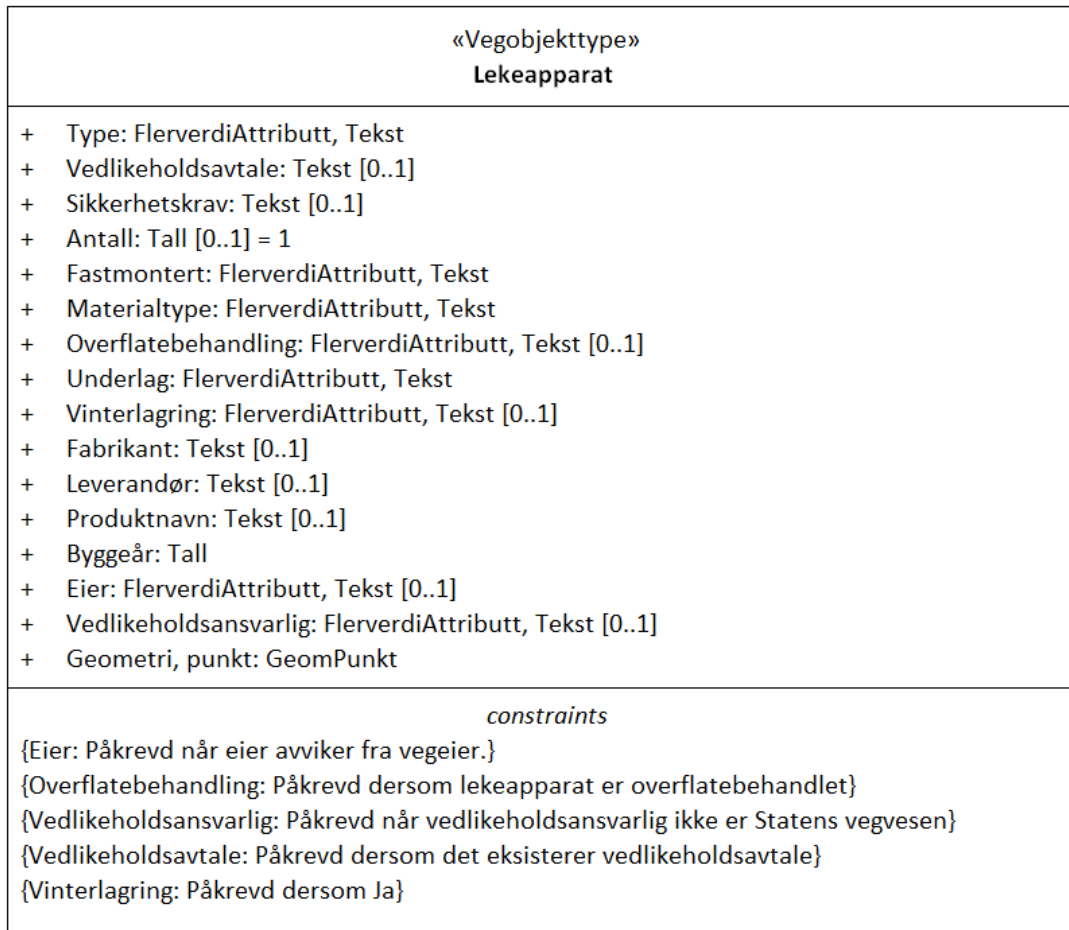 «Vegobjekttype»
Lekeapparat
+ Type: FlerverdiAttributt, Tekst
+ Vedlikeholdsavtale: Tekst [0..1]
+ Sikkerhetskrav: Tekst [0..1]
+ Antall: Tall [0..1] = 1
+ Fastmontert: FlerverdiAttributt, Tekst
+ Materialtype: FlerverdiAttributt, Tekst
+ Overflatebehandling: FlerverdiAttributt, Tekst [0..1]
+ Underlag: FlerverdiAttributt, Tekst
+ Vinterlagring: FlerverdiAttributt, Tekst [0..1]
+ Fabrikant: Tekst [0..1]
+ Leverandør: Tekst [0..1]
+ Produktnavn: Tekst [0..1]
+ Byggeår: Tall
+ Eier: FlerverdiAttributt, Tekst [0..1]
+ Vedlikeholdsansvarlig: FlerverdiAttributt, Tekst [0..1]
+ Geometri, punkt: GeomPunkt
constraints
{Eier: Påkrevd når eier avviker fra vegeier.}
{Overflatebehandling: Påkrevd dersom lekeapparat er overflatebehandlet}
{Vedlikeholdsansvarlig: Påkrevd når vedlikeholdsansvarlig ikke er Statens vegvesen}
{Vedlikeholdsavtale: Påkrevd dersom det eksisterer vedlikeholdsavtale}
{Vinterlagring: Påkrevd dersom Ja}